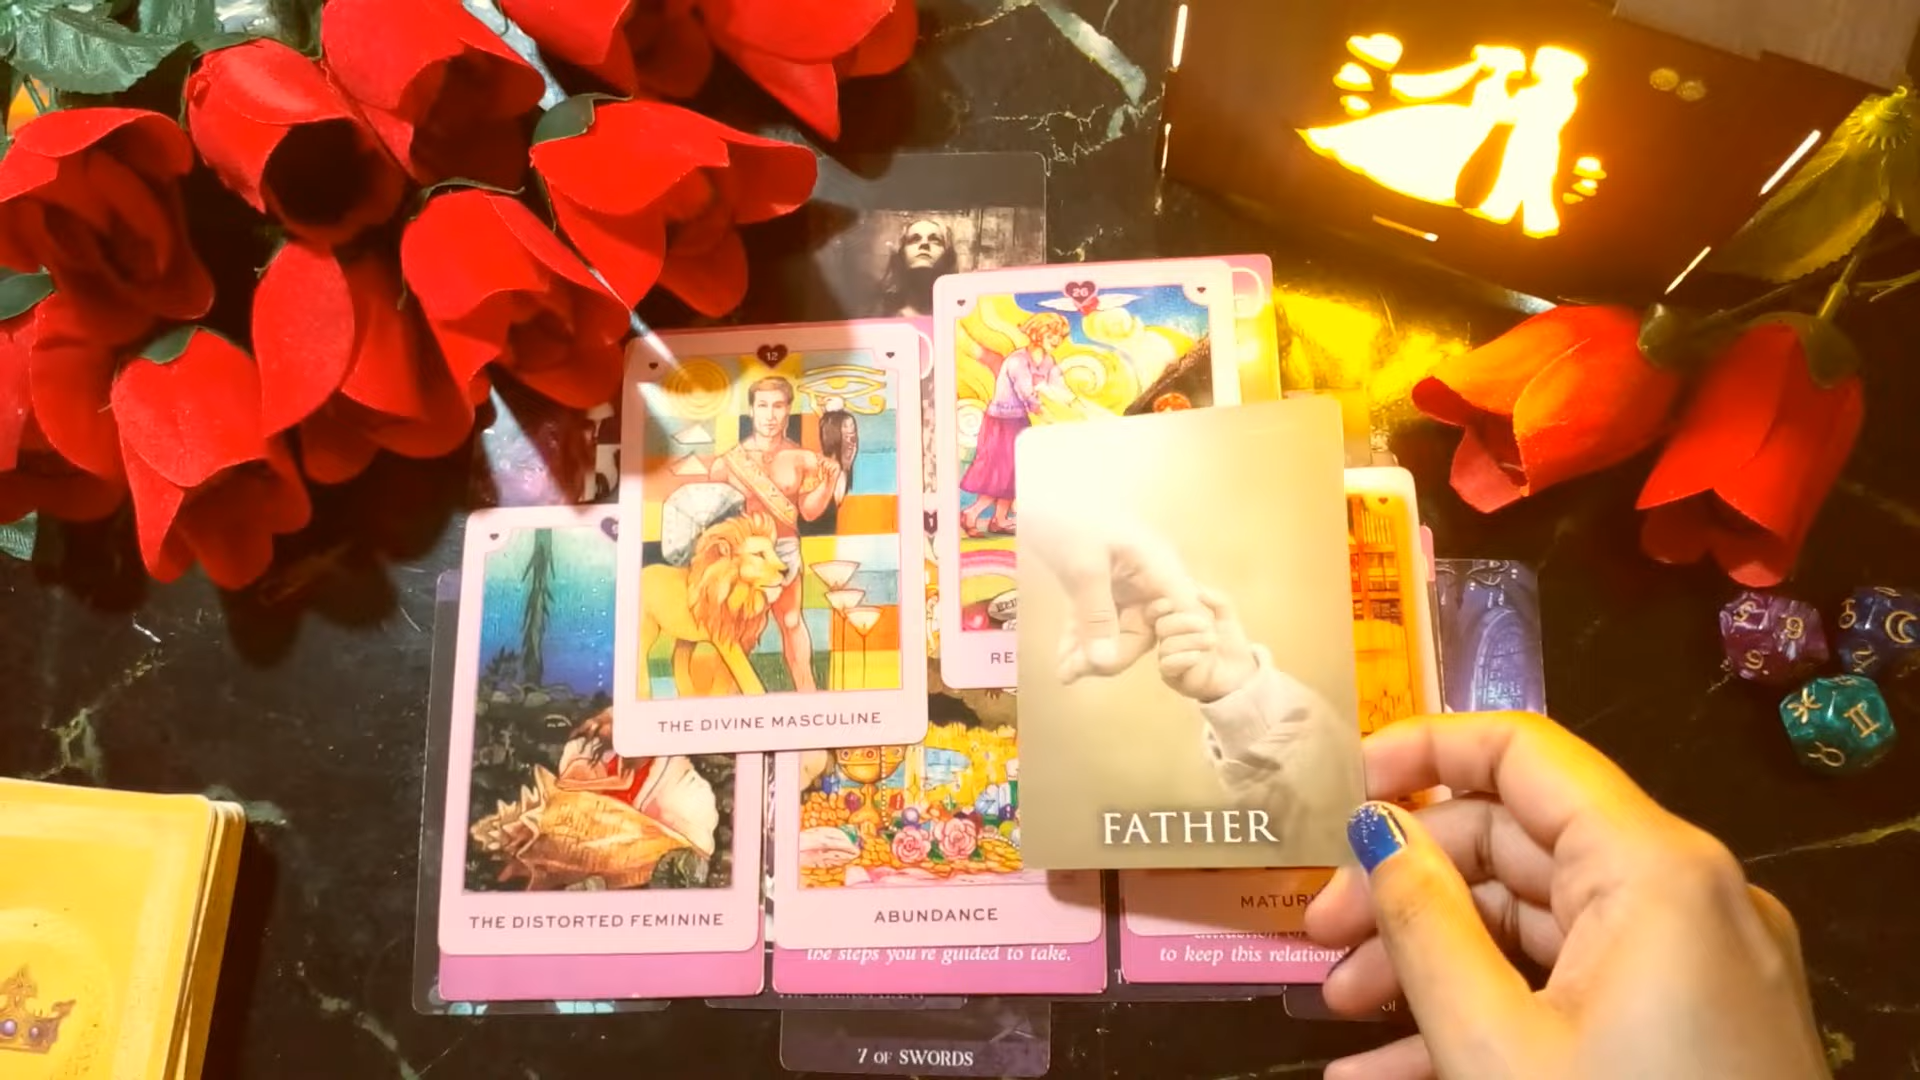 26
12
THE DIVINE MASCULINE
RE
FATHER
THE DISTORTED FEMININE
ABUNDANCE
MATURI
the steps you're guided to take.
to keep this relations
7 OF SWORDS